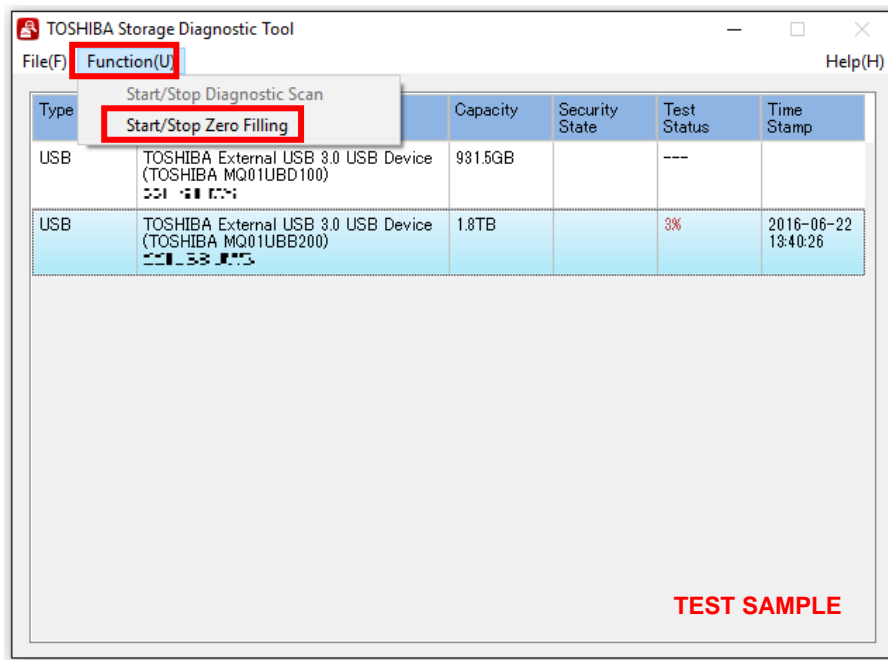 TOSHIBA Storage Diagnostic Tool
File(F) Function(U) Help(H)
Start/Stop Diagnostic Scan
Start/Stop Zero Filling
Type Capacity Security State Test Status Time Stamp
USB TOSHIBA External USB 3.0 USB Device 931.5GB ---
(TOSHIBA MQ01UBD100)
USB TOSHIBA External USB 3.0 USB Device 1.8TB 3% 2016-06-22
(TOSHIBA MQ01UBB200) 13:40:26
TEST SAMPLE